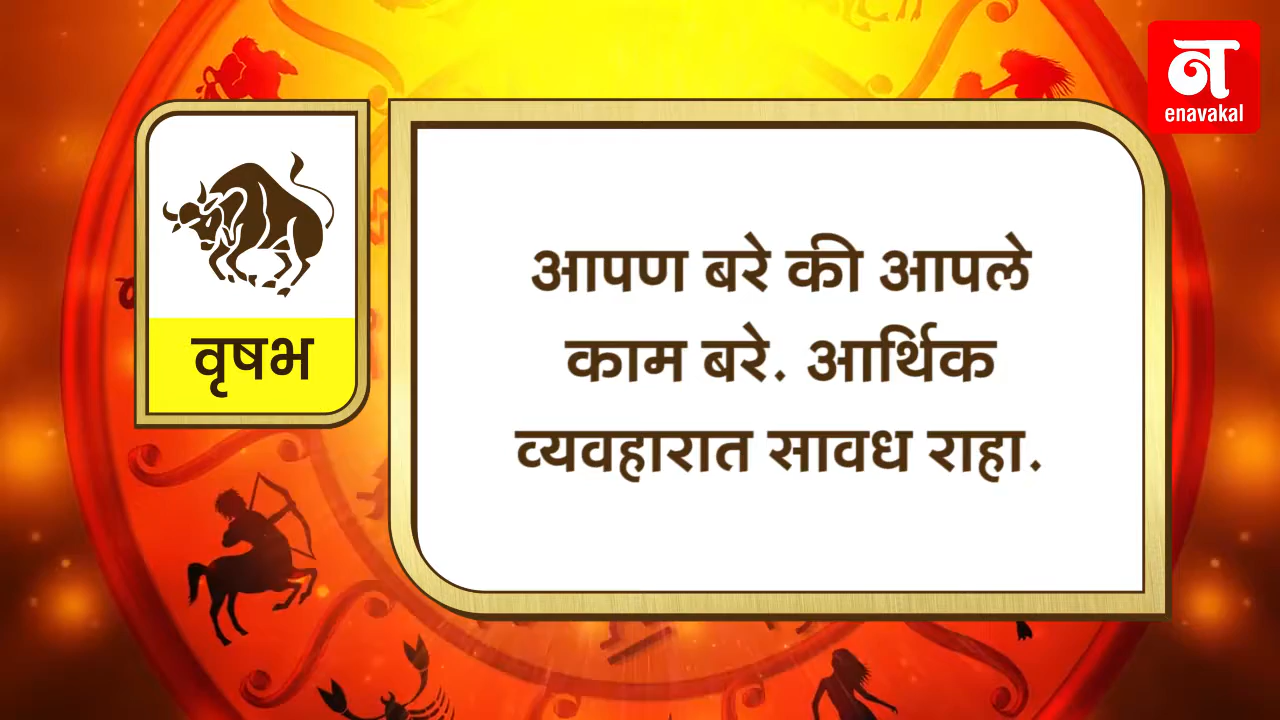 न
enavakal
वृषभ
आपण बरे की आपले
काम बरे. आर्थिक
व्यवहारात सावध राहा.